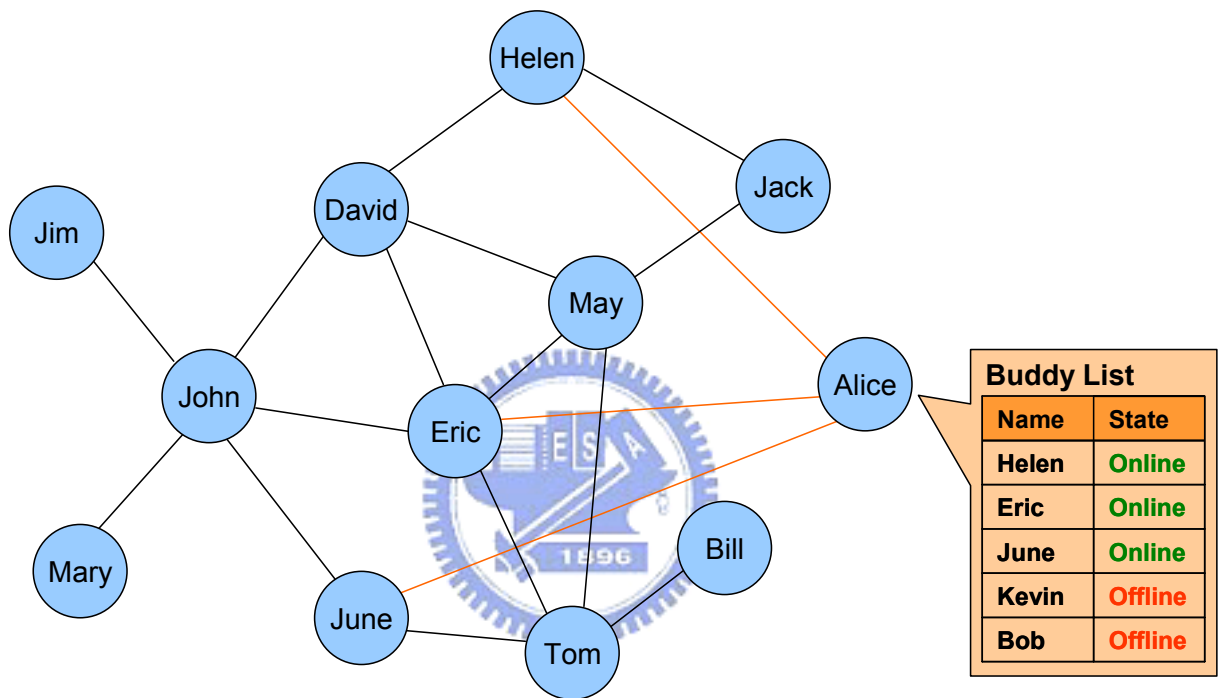 Helen
Jack
David
Jim
May
Alice
John
Eric
Mary
June
Tom
Bill
E S A
1896
Buddy List
Name State
Helen Online
Eric Online
June Online
Kevin Offline
Bob Offline